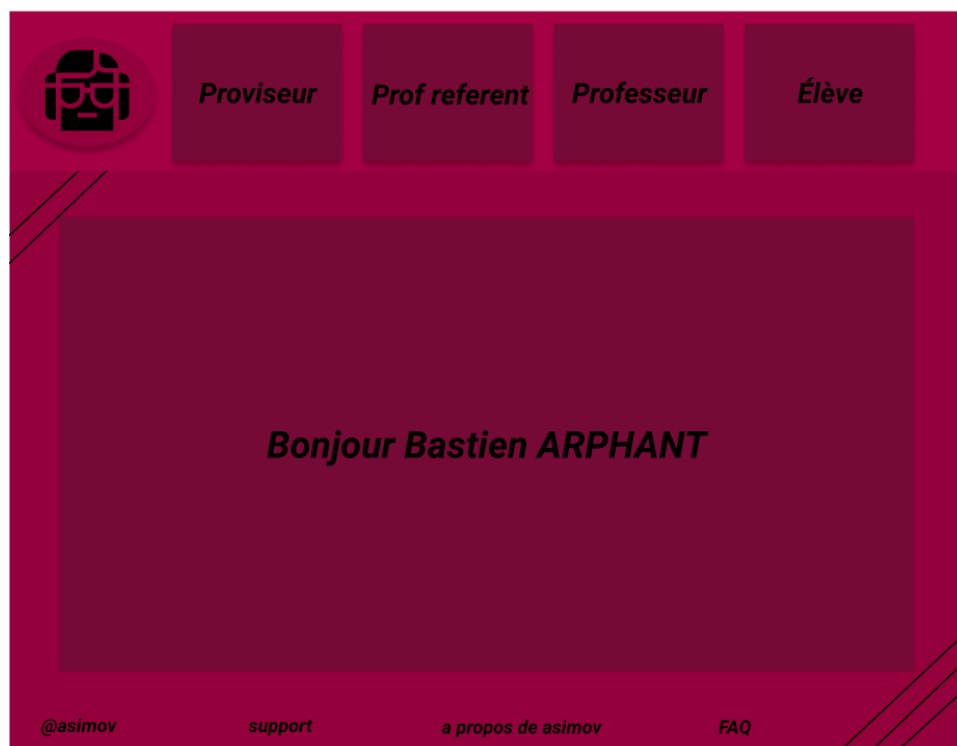 Proviseur
Prof referent
Professeur
Élève
Bonjour Bastien ARPHANT
@asimov
support
a propos de asimov
FAQ